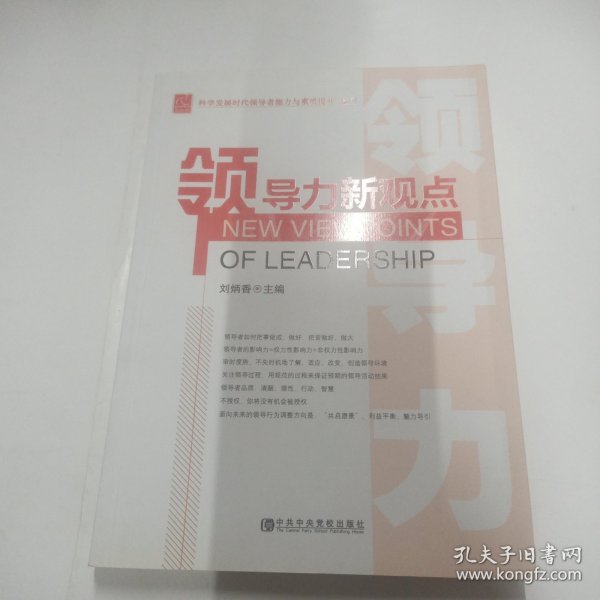 科学发展时代领导者能力与素质提升
领导力新观点
NEW VIEWPOINTS
OF LEADERSHIP
刘炳香 主编
领导者如何把事做成、做好，把官做好、做大
领导者的影响力=权力性影响力+非权力性影响力
审时度势，不失时机地了解、适应、改变、创造领导环境
关注领导过程，用规范的过程来保证预期的领导活动结果
领导者品质：清醒、理性、行动、智慧
不授权，你将没有机会被授权
面向未来的领导行为调整方向是："共启愿景"、利益平衡、魅力导引
领导力
中共中央党校出版社
The Central Party School Publishing House
孔夫子旧书网
www.kongfz.com